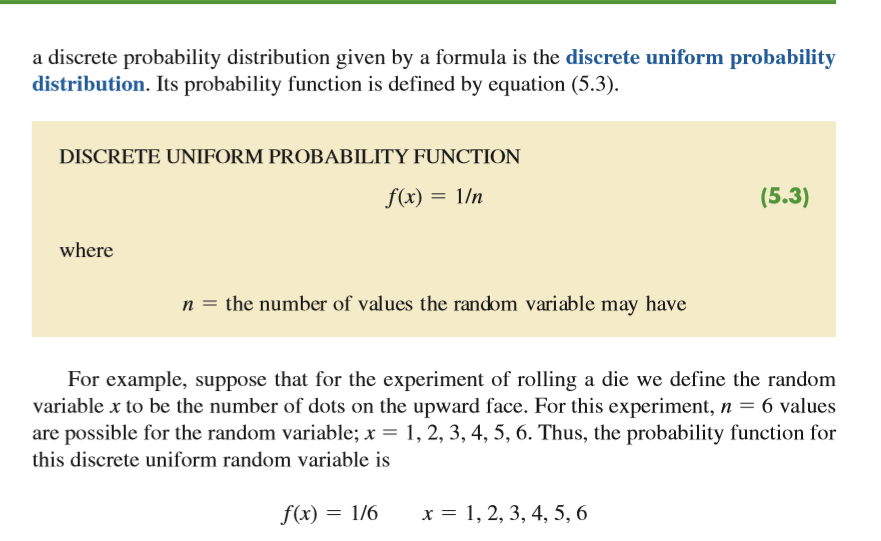 a discrete probability distribution given by a formula is the discrete uniform probability
distribution. Its probability function is defined by equation (5.3).
DISCRETE UNIFORM PROBABILITY FUNCTION
f(x) = 1/n (5.3)
where
n = the number of values the random variable may have
For example, suppose that for the experiment of rolling a die we define the random
variable x to be the number of dots on the upward face. For this experiment, n = 6 values
are possible for the random variable; x = 1, 2, 3, 4, 5, 6. Thus, the probability function for
this discrete uniform random variable is
f(x) = 1/6 x = 1, 2, 3, 4, 5, 6